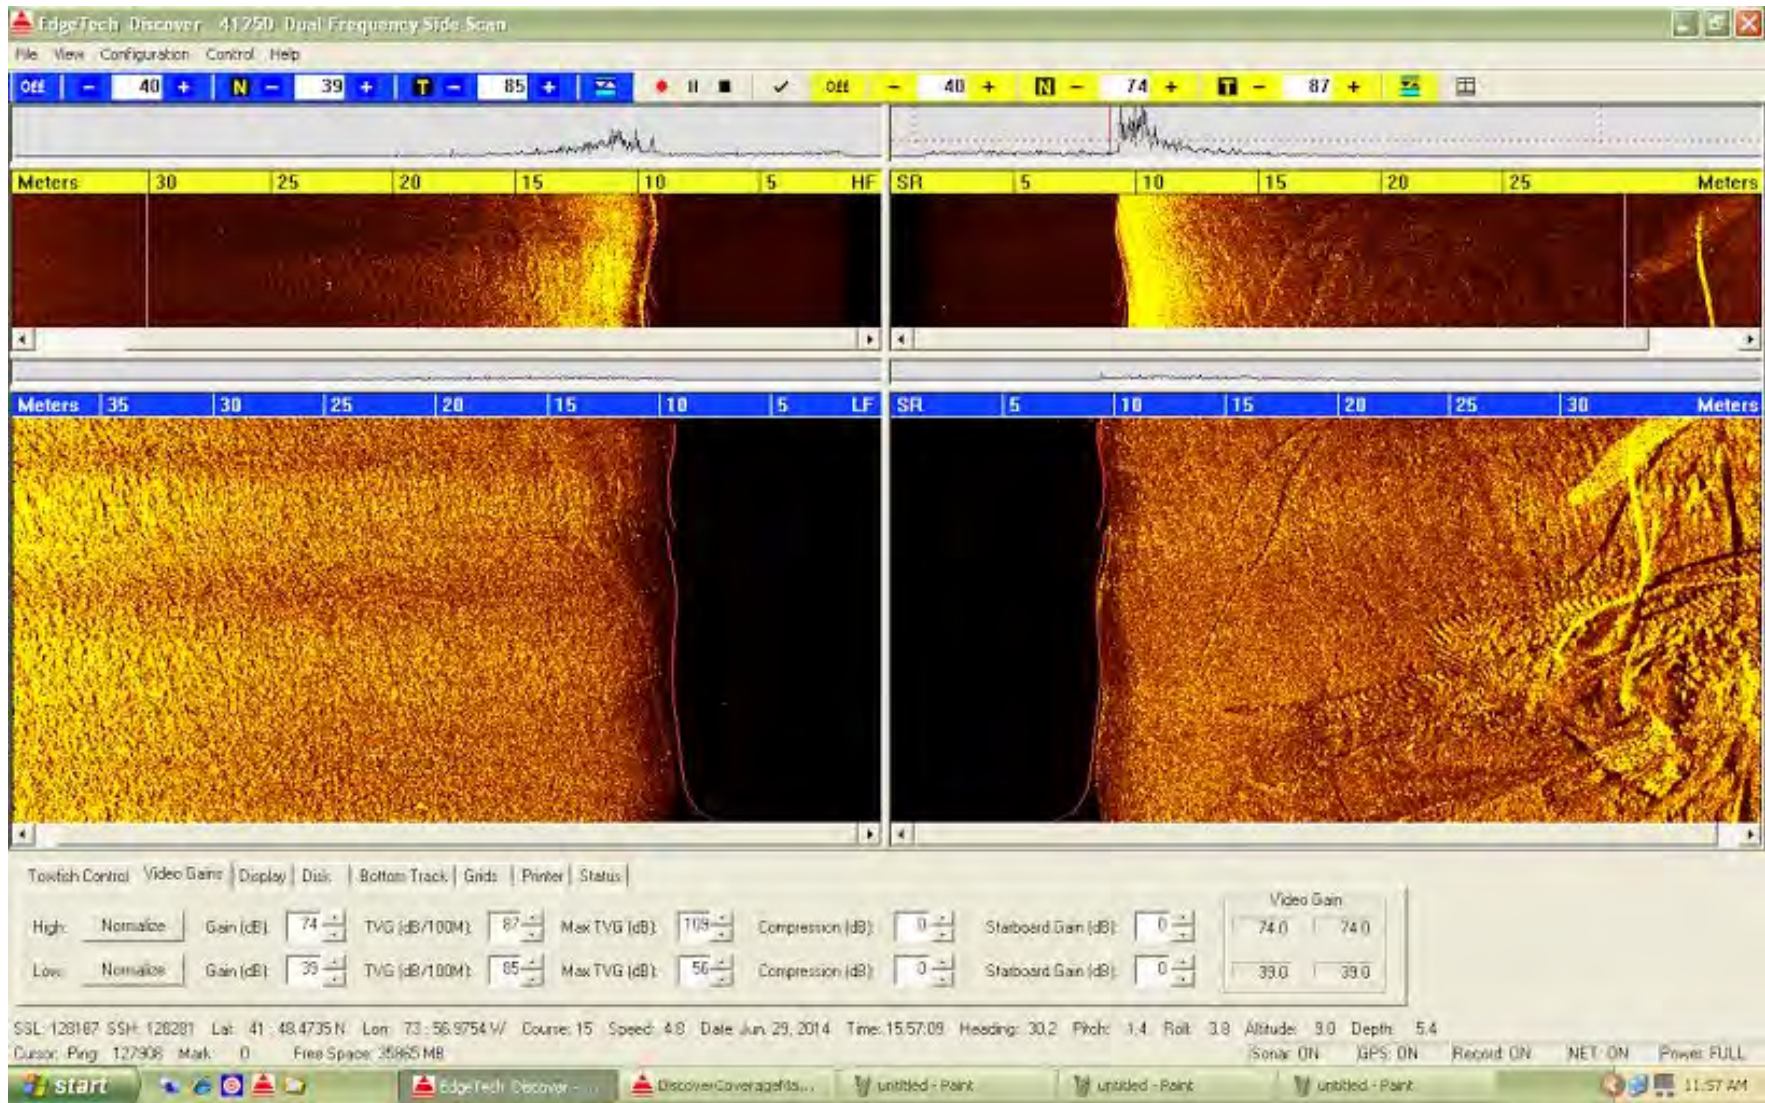 EdgeTech Discover 4125D Dual Frequency Side Scan
File View Configuration Control Help
Off - 40 + N - 39 + T - 85 + Off - 40 + N - 74 + T - 87 +
Meters 30 25 20 15 10 5 HF SR 5 10 15 20 25 Meters
Meters 35 30 25 20 15 10 5 LF SR 5 10 15 20 25 30 Meters
Towfish Control Video Gains Display Disk Bottom Track Grids Printer Status
Video Gain
High: Normalize Gain (dB): 74 TVG (dB/100M): 87 Max TVG (dB): 109 Compression (dB): 0 Starboard Gain (dB): 0 74.0 74.0
Low: Normalize Gain (dB): 39 TVG (dB/100M): 85 Max TVG (dB): 56 Compression (dB): 0 Starboard Gain (dB): 0 39.0 39.0
SSL: 128187 SSH: 128281 Lat: 41 : 48.4735 N Lon: 73 : 56.9754 W Course: 15 Speed: 4.8 Date: Jun. 29, 2014 Time: 15:57:09 Heading: 30.2 Pitch: 1.4 Roll: 3.8 Altitude: 9.0 Depth: 5.4
Cursor: Ping: 127908 Mark: 0 Free Space: 35865 MB Sonar: ON GPS: ON Record: ON NET: ON Power: FULL
start EdgeTech Discover - ... DiscoverCoverageMa... untitled - Paint untitled - Paint untitled - Paint 11:57 AM